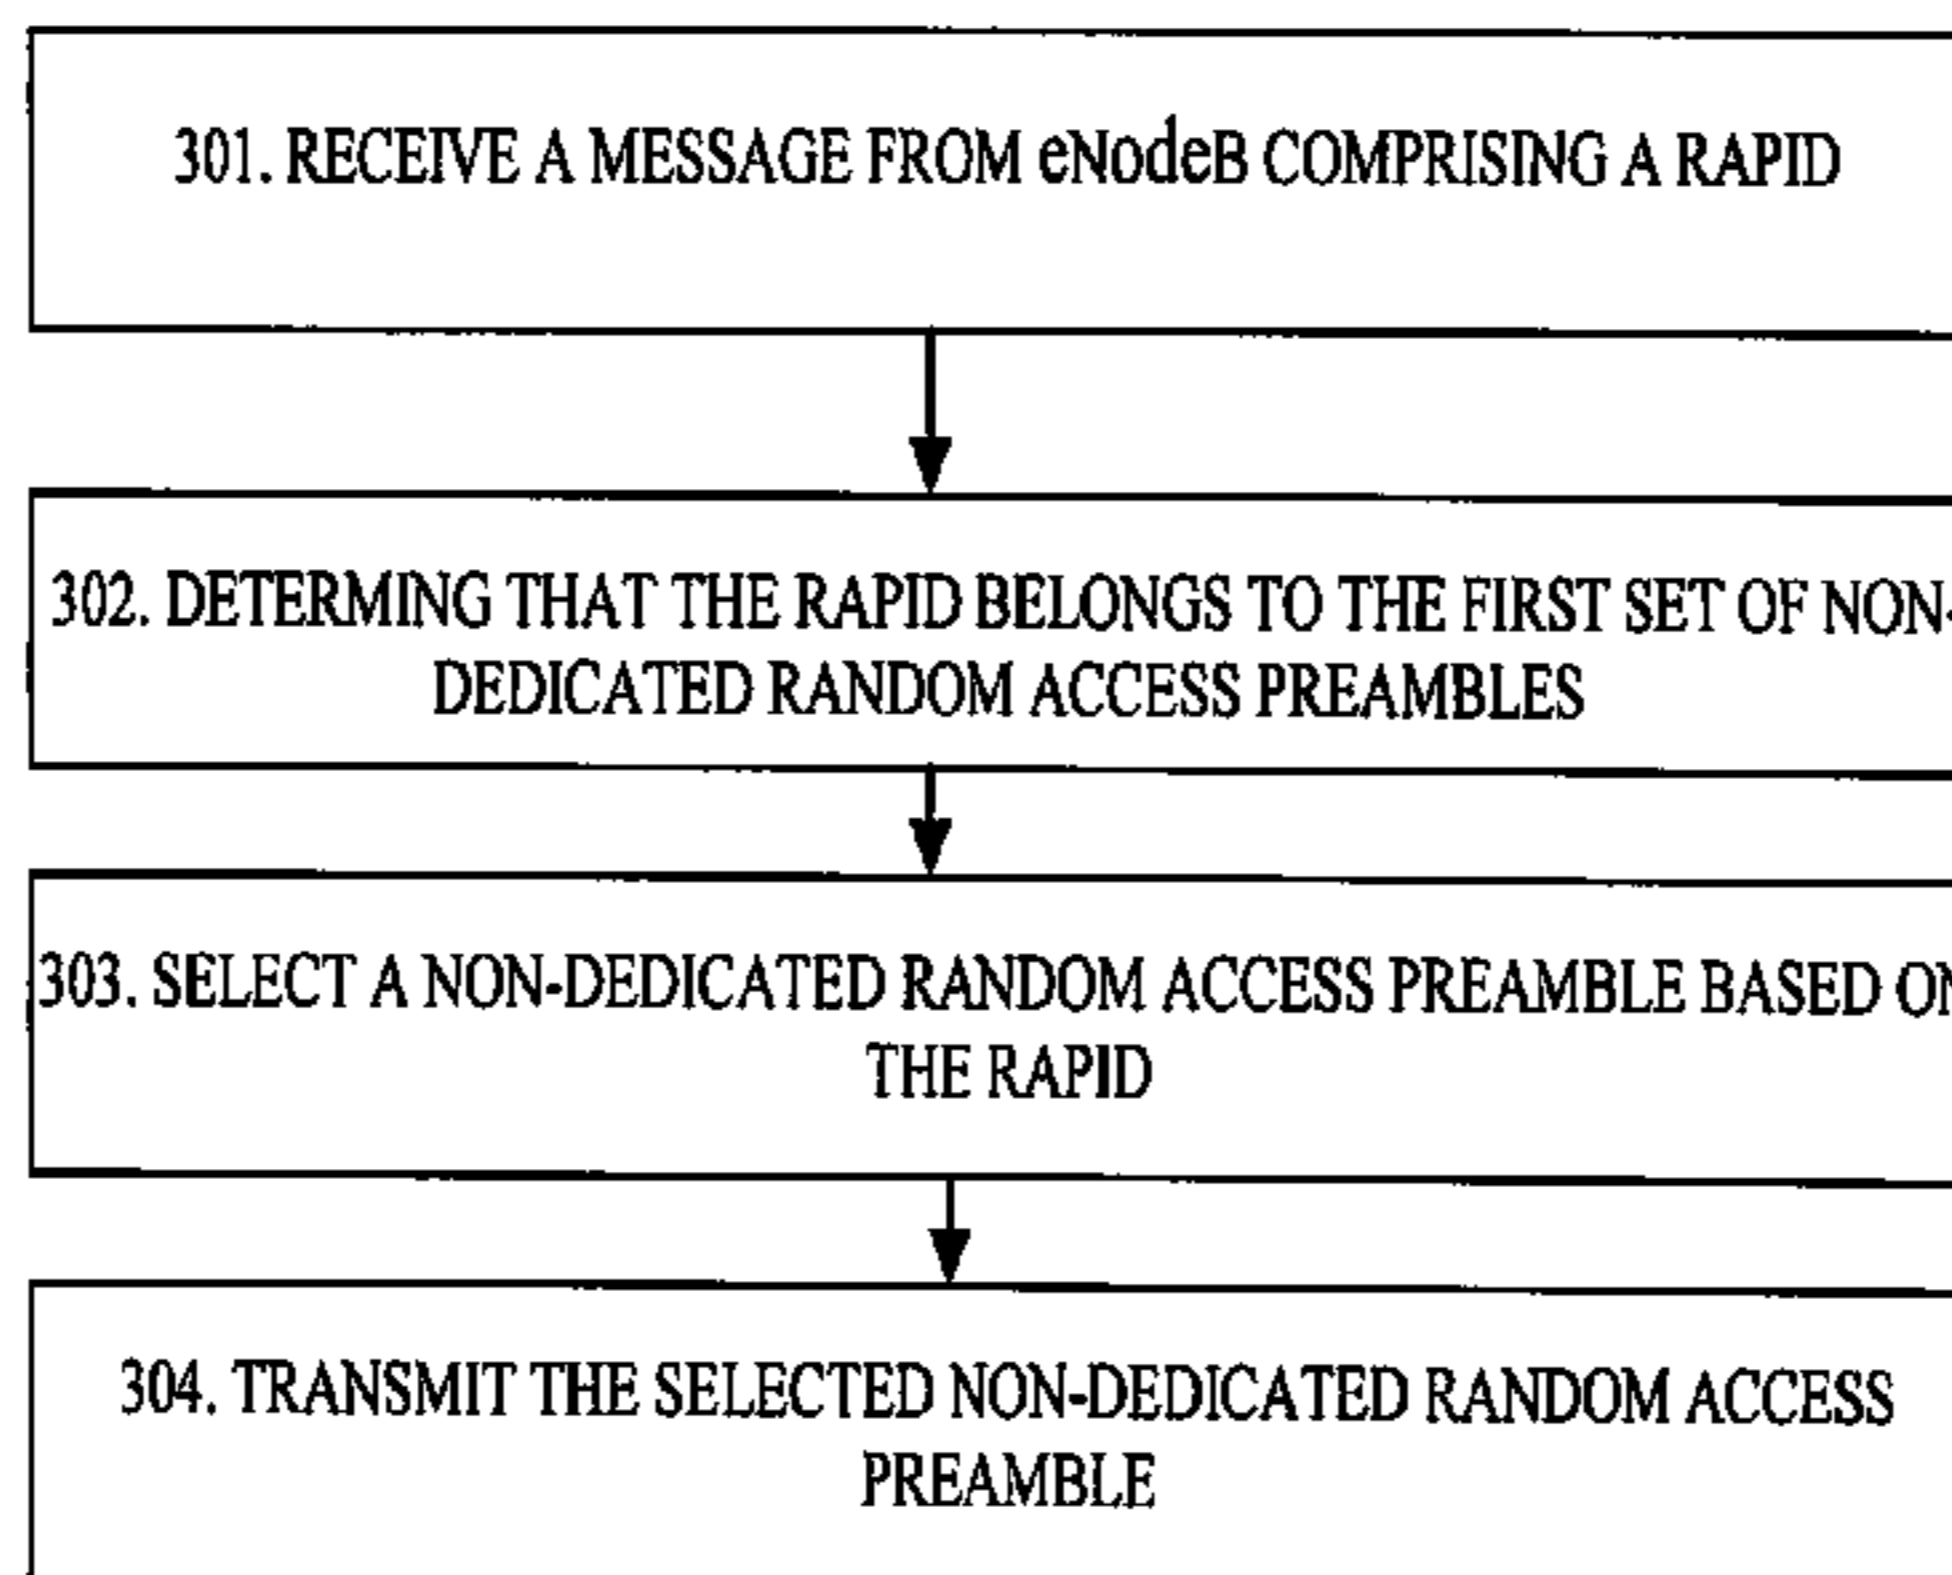 301. RECEIVE A MESSAGE FROM eNodeB COMPRISING A RAPID
302. DETERMING THAT THE RAPID BELONGS TO THE FIRST SET OF NON-
DEDICATED RANDOM ACCESS PREAMBLES
303. SELECT A NON-DEDICATED RANDOM ACCESS PREAMBLE BASED ON
THE RAPID
304. TRANSMIT THE SELECTED NON-DEDICATED RANDOM ACCESS
PREAMBLE